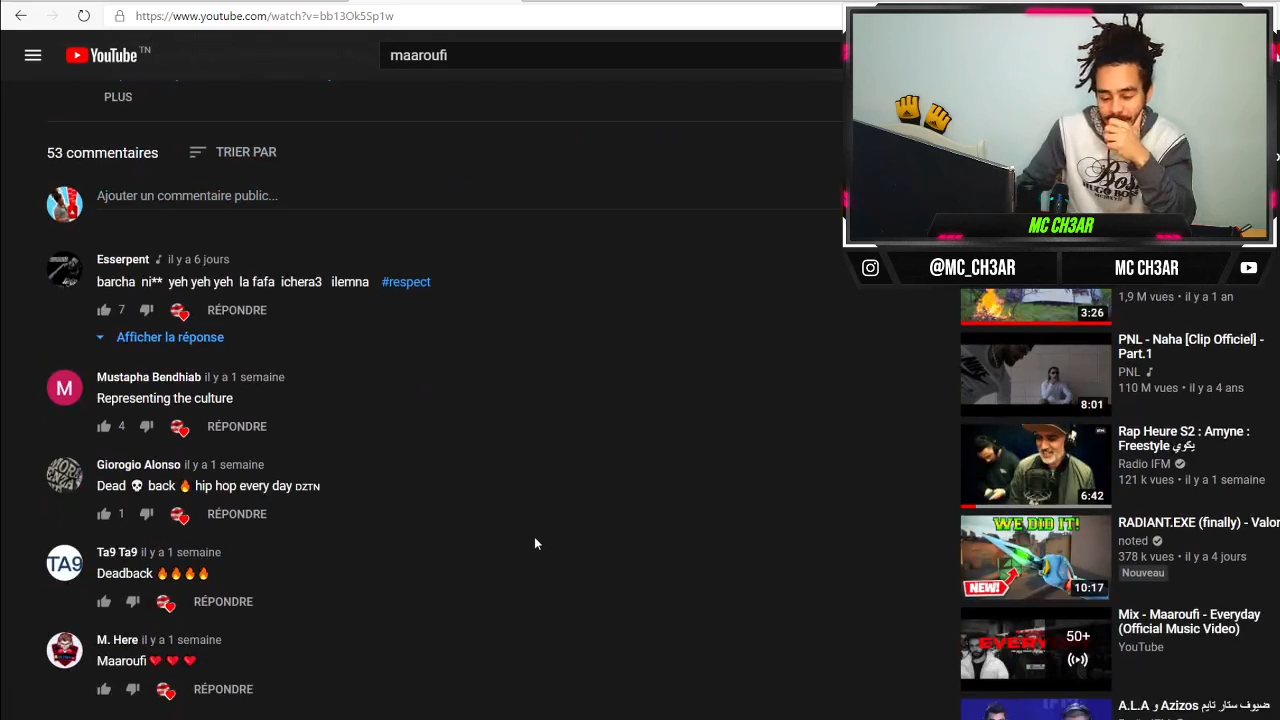 https://www.youtube.com/watch?v=bb13Ok5Sp1w
YouTube TN
maaroufi
PLUS
53 commentaires
TRIER PAR
Ajouter un commentaire public...
Esserpent il y a 6 jours
barcha ni** yeh yeh yeh la fafa ichera3 ilemna #respect
7 RÉPONDRE
Afficher la réponse
M
Mustapha Bendhiab il y a 1 semaine
Representing the culture
4 RÉPONDRE
Giorogio Alonso il y a 1 semaine
Dead 💀 back 🔥 hip hop every day DZTN
1 RÉPONDRE
TA9
Ta9 Ta9 il y a 1 semaine
Deadback 🔥🔥🔥🔥
RÉPONDRE
M. Here il y a 1 semaine
Maaroufi ❤️ ❤️ ❤️
RÉPONDRE
BOSS
HUGO BOSS
MC CH3AR
@MC_CH3AR
MC CH3AR
1,9 M vues • il y a 1 an
3:26
PNL - Naha [Clip Officiel] -
Part.1
PNL
110 M vues • il y a 4 ans
8:01
Rap Heure S2 : Amyne :
Freestyle يكوي
Radio IFM
121 k vues • il y a 1 semaine
6:42
WE DID IT!
NEW!
10:17
RADIANT.EXE (finally) - Valor
noted
378 k vues • il y a 4 jours
Nouveau
50+
Mix - Maaroufi - Everyday
(Official Music Video)
YouTube
A.L.A و Azizos ضيوف ستار تايم